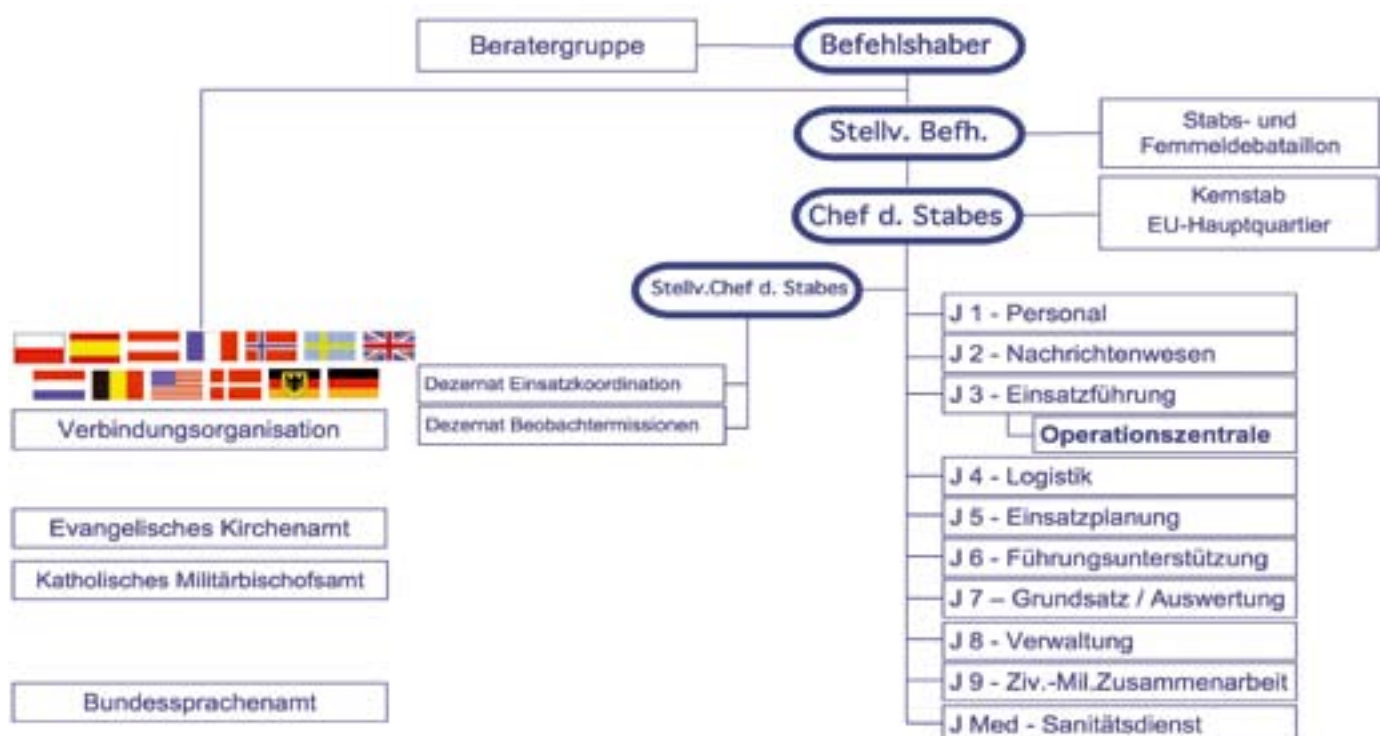 Beratergruppe
Befehlshaber
Stellv. Befh.
Stabs- und
Fernmeldebataillon
Chef d. Stabes
Kernstab
EU-Hauptquartier
Stellv.Chef d. Stabes
Dezernat Einsatzkoordination
Dezernat Beobachtermissionen
J 1 - Personal
J 2 - Nachrichtenwesen
J 3 - Einsatzführung
Operationszentrale
J 4 - Logistik
J 5 - Einsatzplanung
J 6 - Führungsunterstützung
J 7 – Grundsatz / Auswertung
J 8 - Verwaltung
J 9 - Ziv.-Mil.Zusammenarbeit
J Med - Sanitätsdienst
Verbindungsorganisation
Evangelisches Kirchenamt
Katholisches Militärbischofsamt
Bundessprachenamt